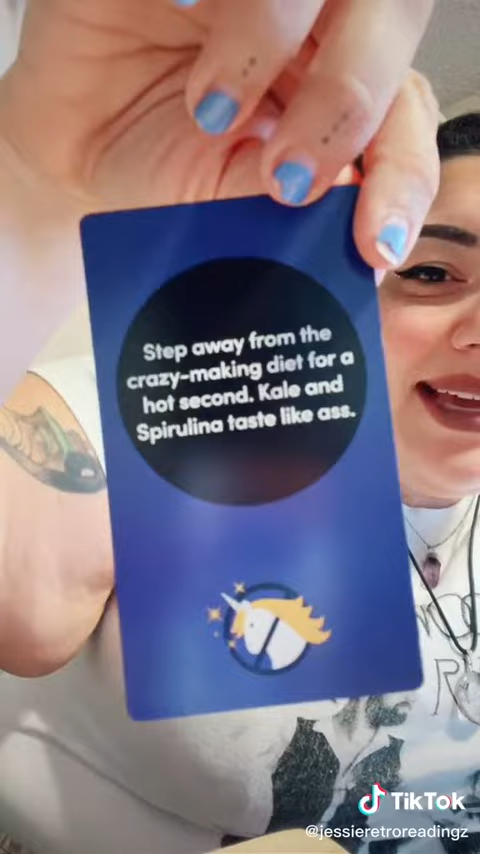 Step away from the
crazy-making diet for a
hot second. Kale and
Spirulina taste like ass.
TikTok
@jessieretroreadingz